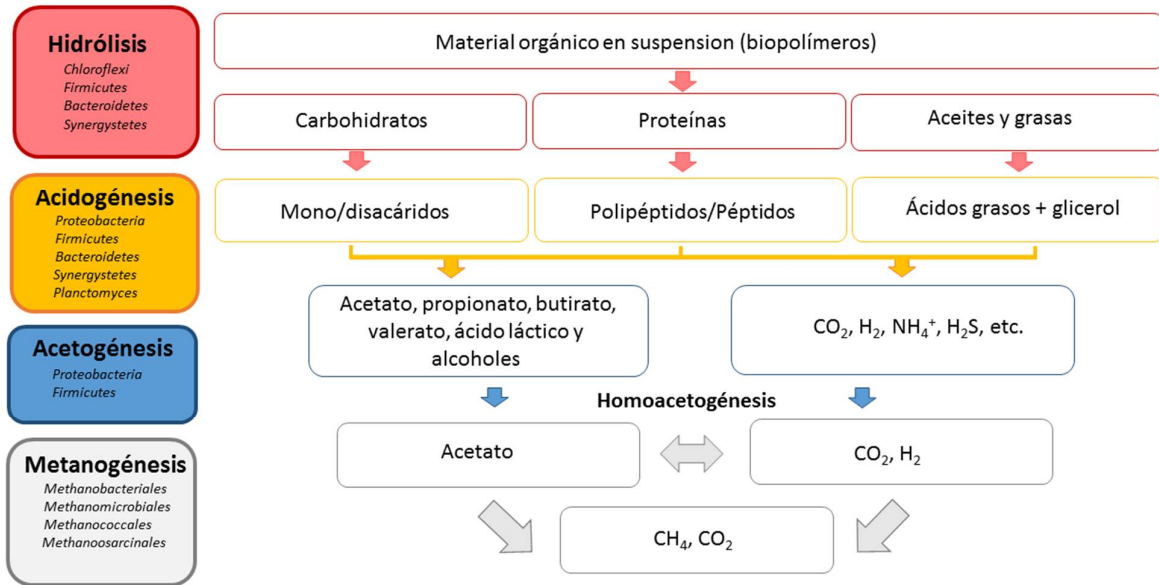 Hidrólisis
Chloroflexi
Firmicutes
Bacteroidetes
Synergystetes
Material orgánico en suspension (biopolímeros)
Carbohidratos
Proteínas
Aceites y grasas
Acidogénesis
Proteobacteria
Firmicutes
Bacteroidetes
Synergystetes
Planctomyces
Mono/disacáridos
Polipéptidos/Péptidos
Ácidos grasos + glicerol
Acetato, propionato, butirato,
valerato, ácido láctico y
alcoholes
CO₂, H₂, NH₄⁺, H₂S, etc.
Acetogénesis
Proteobacteria
Firmicutes
Homoacetogénesis
Metanogénesis
Methanobacteriales
Methanomicrobiales
Methanococcales
Methanoosarcinales
Acetato
CO₂, H₂
CH₄, CO₂